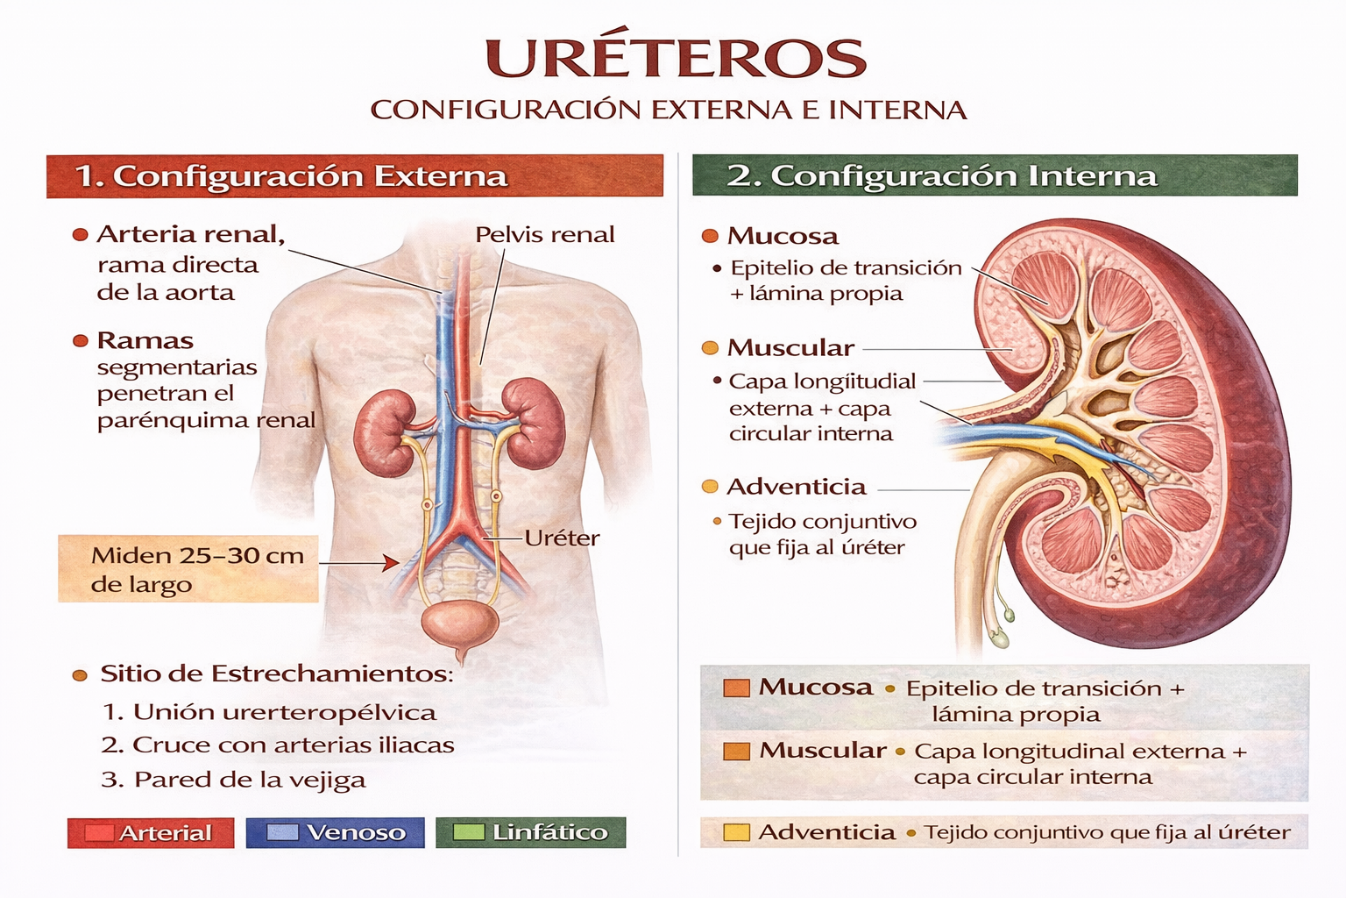 URÉTEROS
CONFIGURACIÓN EXTERNA E INTERNA
1. Configuración Externa
Arteria renal,
rama directa
de la aorta
Pelvis renal
Ramas
segmentarias
penetran el
parénquima renal
Uréter
Miden 25–30 cm
de largo
Sitio de Estrechamientos:
1. Unión urerteropélvica
2. Cruce con arterias iliacas
3. Pared de la vejiga
Arterial
Venoso
Linfático
2. Configuración Interna
Mucosa
• Epitelio de transición
+ lámina propia
Muscular
• Capa longíitudial
externa + capa
circular interna
Adventicia
• Tejido conjuntivo
que fija al úréter
Mucosa • Epitelio de transición +
lámina propia
Muscular • Capa longitudinal externa +
capa circular interna
Adventicia • Tejido conjuntivo que fija al úréter